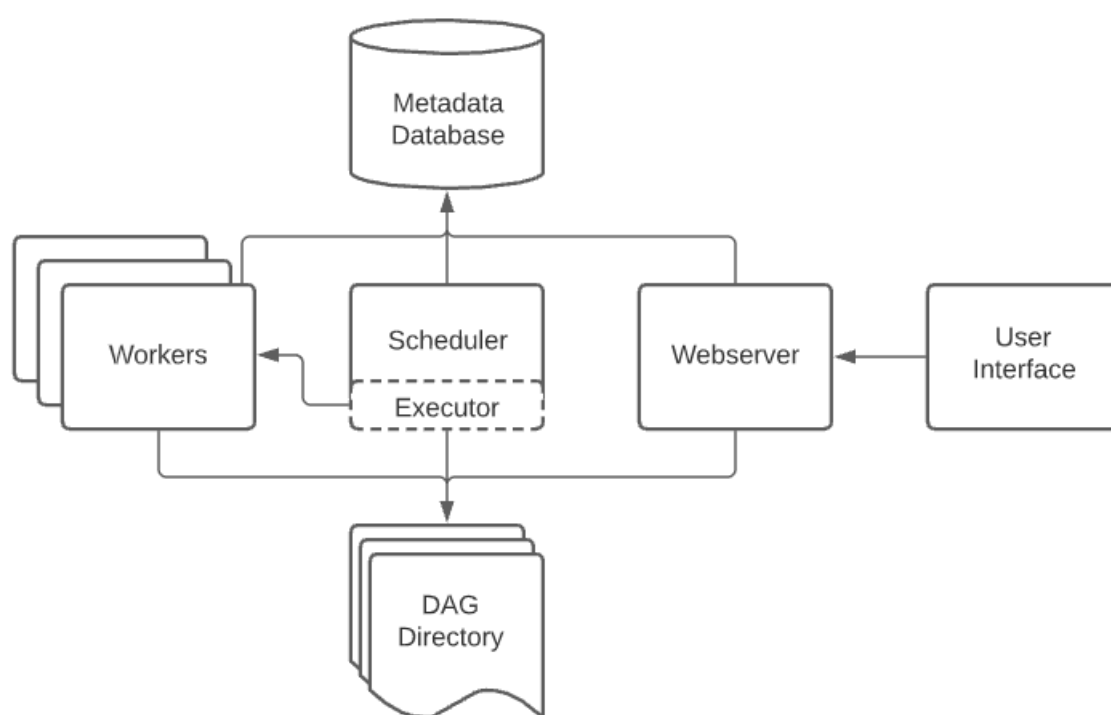 Metadata
Database
Workers
Scheduler
Executor
Webserver
User
Interface
DAG
Directory